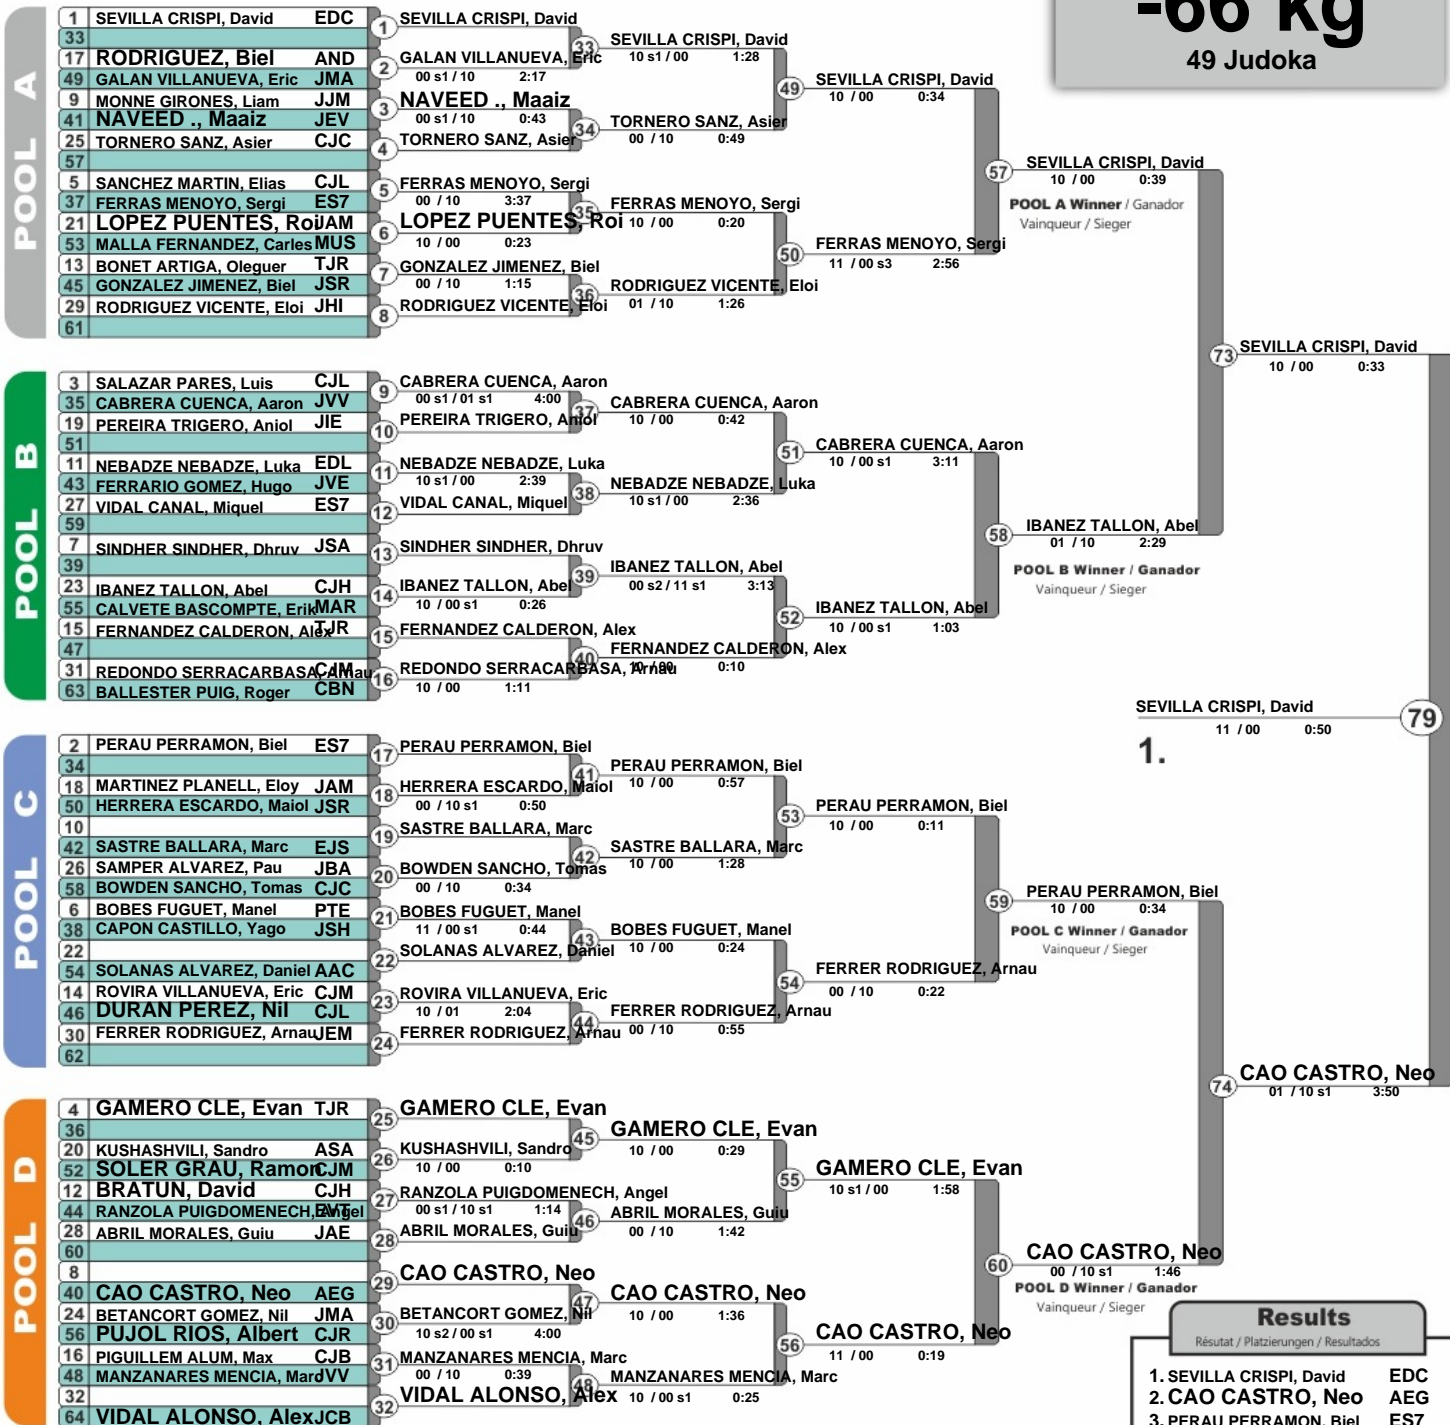 -66 kg
49 Judoka
POOL A
1 SEVILLA CRISPI, David EDC
33
17 RODRIGUEZ, Biel AND
49 GALAN VILLANUEVA, Eric JMA
9 MONNE GIRONES, Liam JJM
41 NAVEED ., Maaiz JEV
25 TORNERO SANZ, Asier CJC
57
5 SANCHEZ MARTIN, Elias CJL
37 FERRAS MENOYO, Sergi ES7
21 LOPEZ PUENTES, Roi JAM
53 MALLA FERNANDEZ, Carles MUS
13 BONET ARTIGA, Oleguer TJR
45 GONZALEZ JIMENEZ, Biel JSR
29 RODRIGUEZ VICENTE, Eloi JHI
61
1 SEVILLA CRISPI, David
2 GALAN VILLANUEVA, Eric
00 s1 / 10 2:17
3 NAVEED ., Maaiz
00 s1 / 10 0:43
4 TORNERO SANZ, Asier
5 FERRAS MENOYO, Sergi
00 / 10 3:37
6 LOPEZ PUENTES, Roi
10 / 00 0:23
7 GONZALEZ JIMENEZ, Biel
00 / 10 1:15
8 RODRIGUEZ VICENTE, Eloi
33 SEVILLA CRISPI, David
10 s1 / 00 1:28
34 TORNERO SANZ, Asier
00 / 10 0:49
35 FERRAS MENOYO, Sergi
10 / 00 0:20
36 RODRIGUEZ VICENTE, Eloi
01 / 10 1:26
49 SEVILLA CRISPI, David
10 / 00 0:34
50 FERRAS MENOYO, Sergi
11 / 00 s3 2:56
57 SEVILLA CRISPI, David
10 / 00 0:39
POOL A Winner / Ganador
Vainqueur / Sieger
POOL B
3 SALAZAR PARES, Luis CJL
35 CABRERA CUENCA, Aaron JVV
19 PEREIRA TRIGERO, Aniol JIE
51
11 NEBADZE NEBADZE, Luka EDL
43 FERRARIO GOMEZ, Hugo JVE
27 VIDAL CANAL, Miquel ES7
59
7 SINDHER SINDHER, Dhruv JSA
39
23 IBANEZ TALLON, Abel CJH
55 CALVETE BASCOMPTE, Erik MAR
15 FERNANDEZ CALDERON, Alex TJR
47
31 REDONDO SERRACARBASA, Arnau CJM
63 BALLESTER PUIG, Roger CBN
9 CABRERA CUENCA, Aaron
00 s1 / 01 s1 4:00
10 PEREIRA TRIGERO, Aniol
11 NEBADZE NEBADZE, Luka
10 s1 / 00 2:39
12 VIDAL CANAL, Miquel
13 SINDHER SINDHER, Dhruv
14 IBANEZ TALLON, Abel
10 / 00 s1 0:26
15 FERNANDEZ CALDERON, Alex
16 REDONDO SERRACARBASA, Arnau
10 / 00 1:11
37 CABRERA CUENCA, Aaron
10 / 00 0:42
38 NEBADZE NEBADZE, Luka
10 s1 / 00 2:36
39 IBANEZ TALLON, Abel
00 s2 / 11 s1 3:13
40 FERNANDEZ CALDERON, Alex
10 / 00 0:10
51 CABRERA CUENCA, Aaron
10 / 00 s1 3:11
52 IBANEZ TALLON, Abel
10 / 00 s1 1:03
58 IBANEZ TALLON, Abel
01 / 10 2:29
POOL B Winner / Ganador
Vainqueur / Sieger
73 SEVILLA CRISPI, David
10 / 00 0:33
SEVILLA CRISPI, David 79
11 / 00 0:50
1.
POOL C
2 PERAU PERRAMON, Biel ES7
34
18 MARTINEZ PLANELL, Eloy JAM
50 HERRERA ESCARDO, Maiol JSR
10
42 SASTRE BALLARA, Marc EJS
26 SAMPER ALVAREZ, Pau JBA
58 BOWDEN SANCHO, Tomas CJC
6 BOBES FUGUET, Manel PTE
38 CAPON CASTILLO, Yago JSH
22
54 SOLANAS ALVAREZ, Daniel AAC
14 ROVIRA VILLANUEVA, Eric CJM
46 DURAN PEREZ, Nil CJL
30 FERRER RODRIGUEZ, Arnau JEM
62
17 PERAU PERRAMON, Biel
18 HERRERA ESCARDO, Maiol
00 / 10 s1 0:50
19 SASTRE BALLARA, Marc
20 BOWDEN SANCHO, Tomas
00 / 10 0:34
21 BOBES FUGUET, Manel
11 / 00 s1 0:44
22 SOLANAS ALVAREZ, Daniel
23 ROVIRA VILLANUEVA, Eric
10 / 01 2:04
24 FERRER RODRIGUEZ, Arnau
41 PERAU PERRAMON, Biel
10 / 00 0:57
42 SASTRE BALLARA, Marc
10 / 00 1:28
43 BOBES FUGUET, Manel
10 / 00 0:24
44 FERRER RODRIGUEZ, Arnau
00 / 10 0:55
53 PERAU PERRAMON, Biel
10 / 00 0:11
54 FERRER RODRIGUEZ, Arnau
00 / 10 0:22
59 PERAU PERRAMON, Biel
10 / 00 0:34
POOL C Winner / Ganador
Vainqueur / Sieger
POOL D
4 GAMERO CLE, Evan TJR
36
20 KUSHASHVILI, Sandro ASA
52 SOLER GRAU, Ramon CJM
12 BRATUN, David CJH
44 RANZOLA PUIGDOMENECH, Angel EVT
28 ABRIL MORALES, Guiu JAE
60
8
40 CAO CASTRO, Neo AEG
24 BETANCORT GOMEZ, Nil JMA
56 PUJOL RIOS, Albert CJR
16 PIGUILLEM ALUM, Max CJB
48 MANZANARES MENCIA, Marc JVV
32
64 VIDAL ALONSO, Alex JCB
25 GAMERO CLE, Evan
26 KUSHASHVILI, Sandro
10 / 00 0:10
27 RANZOLA PUIGDOMENECH, Angel
00 s1 / 10 s1 1:14
28 ABRIL MORALES, Guiu
29 CAO CASTRO, Neo
30 BETANCORT GOMEZ, Nil
10 s2 / 00 s1 4:00
31 MANZANARES MENCIA, Marc
00 / 10 0:39
32 VIDAL ALONSO, Alex
45 GAMERO CLE, Evan
10 / 00 0:29
46 ABRIL MORALES, Guiu
00 / 10 1:42
47 CAO CASTRO, Neo
10 / 00 1:36
48 MANZANARES MENCIA, Marc
10 / 00 s1 0:25
55 GAMERO CLE, Evan
10 s1 / 00 1:58
56 CAO CASTRO, Neo
11 / 00 0:19
60 CAO CASTRO, Neo
00 / 10 s1 1:46
POOL D Winner / Ganador
Vainqueur / Sieger
74 CAO CASTRO, Neo
01 / 10 s1 3:50
Results
Résutat / Platzierungen / Resultados
1. SEVILLA CRISPI, David EDC
2. CAO CASTRO, Neo AEG
3. PERAU PERRAMON, Biel ES7